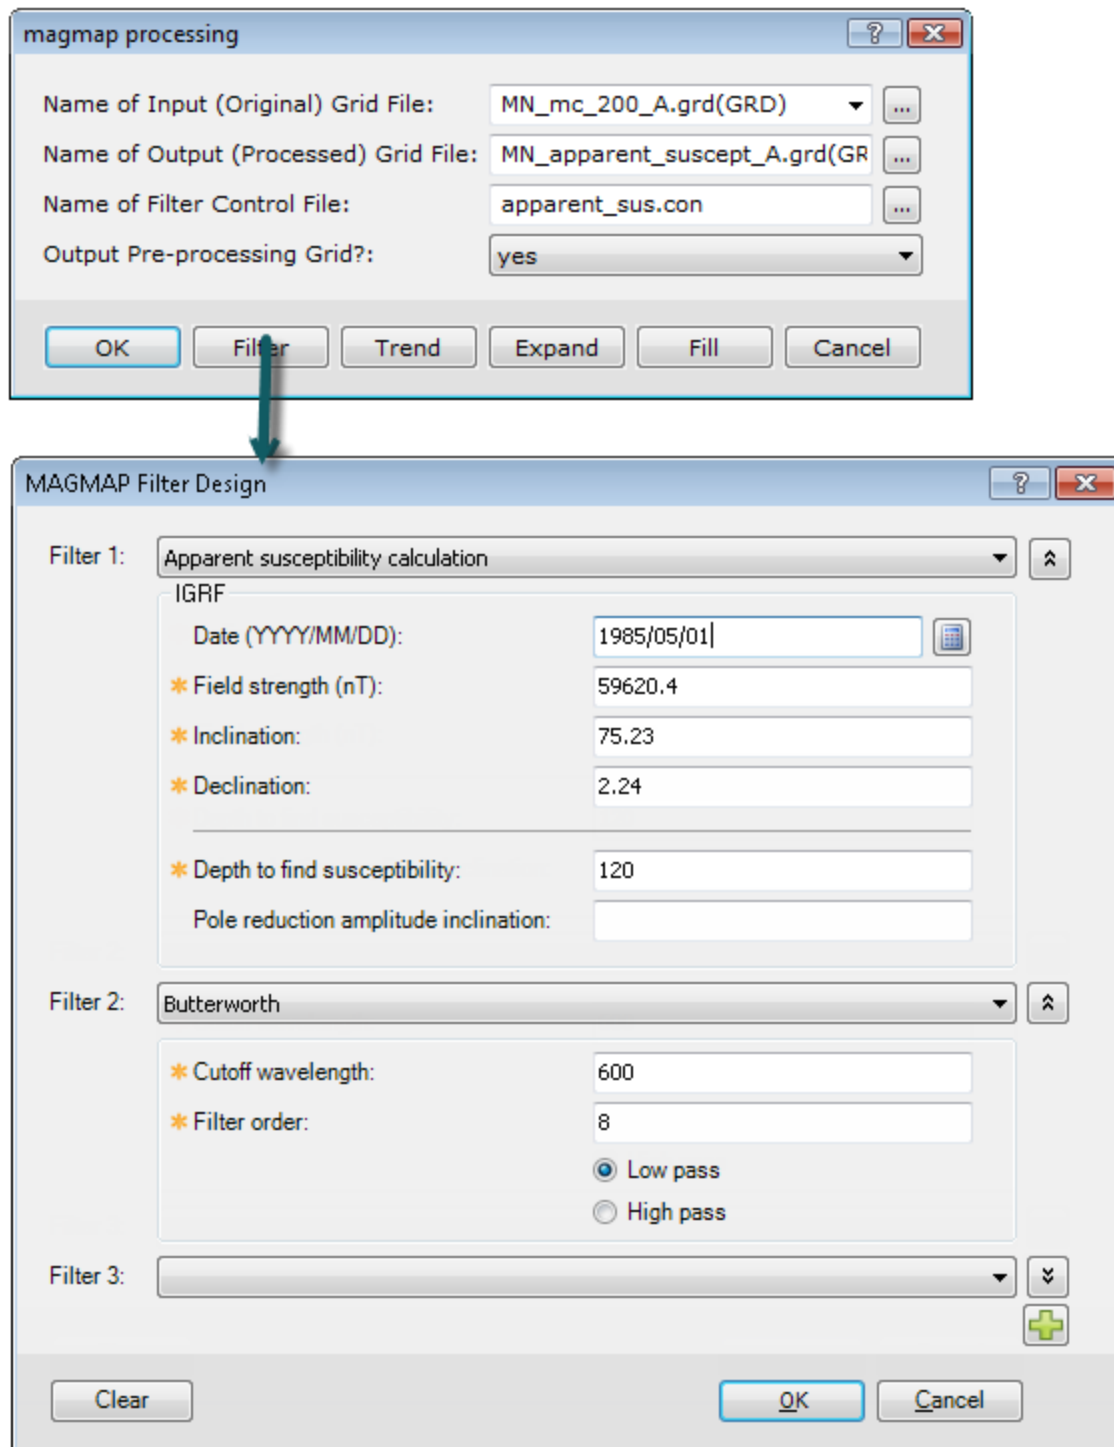 magmap processing
Name of Input (Original) Grid File: MN_mc_200_A.grd(GRD) ...
Name of Output (Processed) Grid File: MN_apparent_suscept_A.grd(GR ...
Name of Filter Control File: apparent_sus.con ...
Output Pre-processing Grid?: yes
OK Filter Trend Expand Fill Cancel
MAGMAP Filter Design
Filter 1: Apparent susceptibility calculation
IGRF
Date (YYYY/MM/DD): 1985/05/01
* Field strength (nT): 59620.4
* Inclination: 75.23
* Declination: 2.24
* Depth to find susceptibility: 120
Pole reduction amplitude inclination:
Filter 2: Butterworth
* Cutoff wavelength: 600
* Filter order: 8
Low pass
High pass
Filter 3:
Clear OK Cancel